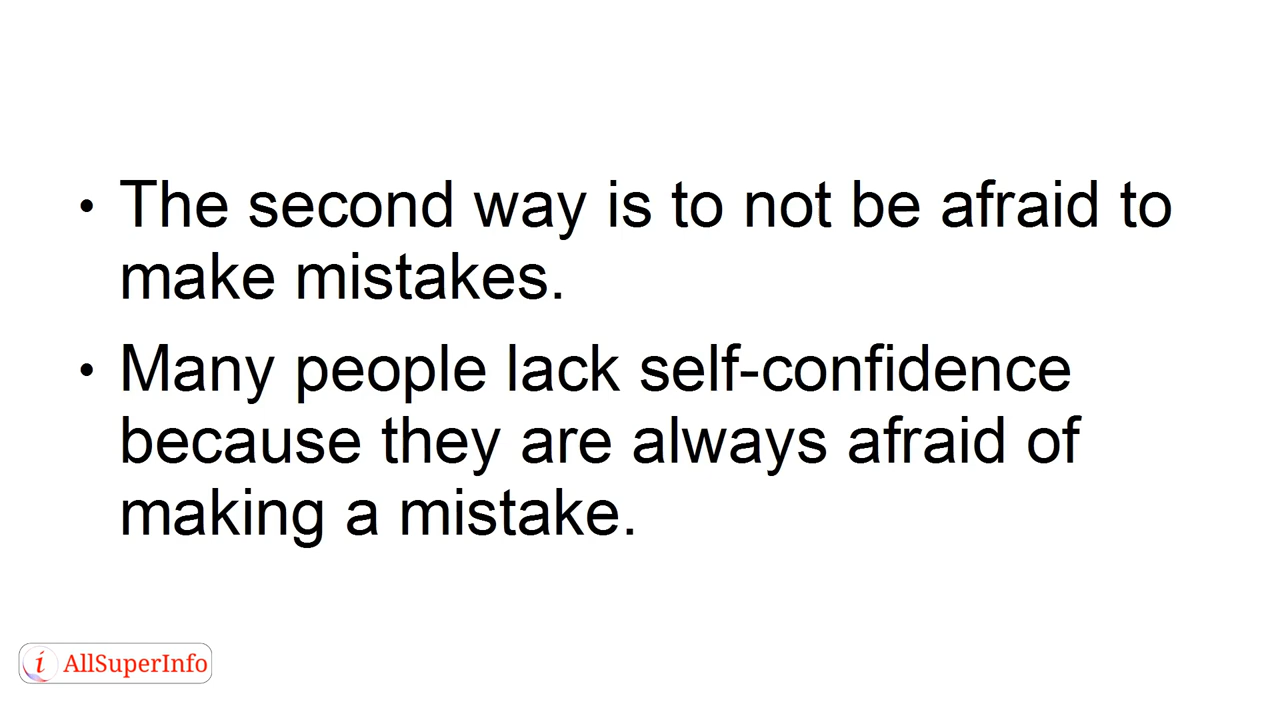 • The second way is to not be afraid to
make mistakes.
• Many people lack self-confidence
because they are always afraid of
making a mistake.
i AllSuperInfo